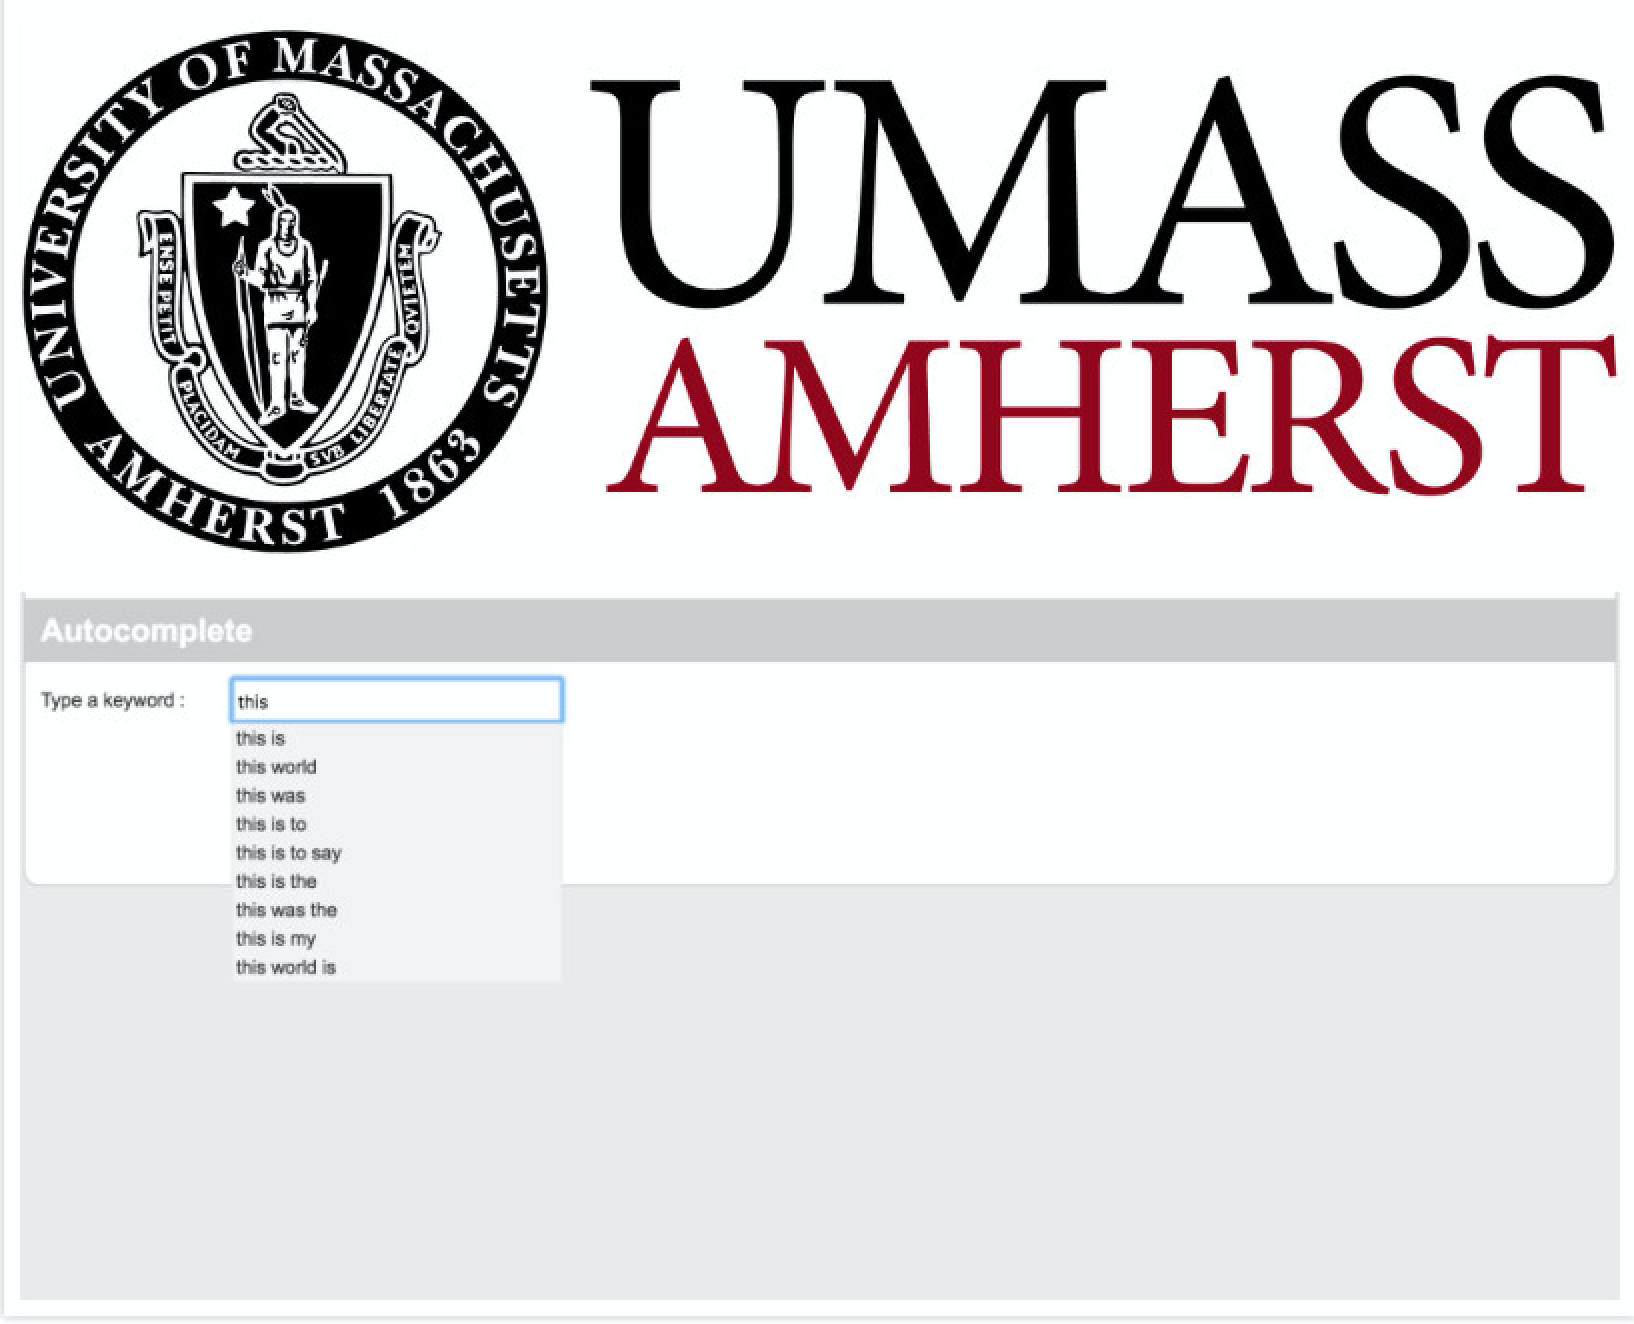 UNIVERSITY OF MASSACHUSETTS
AMHERST 1863
ENSE PETIT
PLACIDAM
SVB LIBERTATE
QVIETEM
UMASS
AMHERST
Autocomplete
Type a keyword : this
this is
this world
this was
this is to
this is to say
this is the
this was the
this is my
this world is